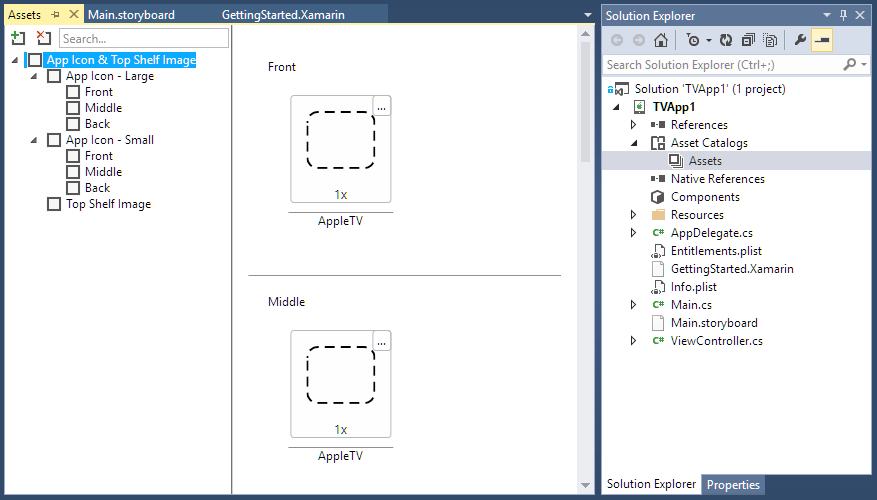 Assets
Main.storyboard
GettingStarted.Xamarin
Search...
App Icon & Top Shelf Image
App Icon - Large
Front
Middle
Back
App Icon - Small
Front
Middle
Back
Top Shelf Image
Front
...
1x
AppleTV
Middle
...
1x
AppleTV
Solution Explorer
Search Solution Explorer (Ctrl+;)
Solution 'TVApp1' (1 project)
TVApp1
References
Asset Catalogs
Assets
Native References
Components
Resources
C# AppDelegate.cs
Entitlements.plist
GettingStarted.Xamarin
Info.plist
C# Main.cs
Main.storyboard
C# ViewController.cs
Solution Explorer
Properties